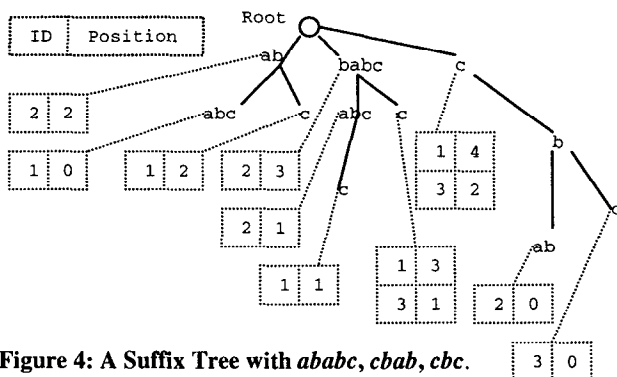 Root
ID Position
ab
babc
c
2 2
abc
c
abc
c
1 4
3 2
b
1 0
1 2
2 3
c
c
2 1
ab
1 3
3 1
1 1
2 0
Figure 4: A Suffix Tree with ababc, cbab, cbc.
3 0